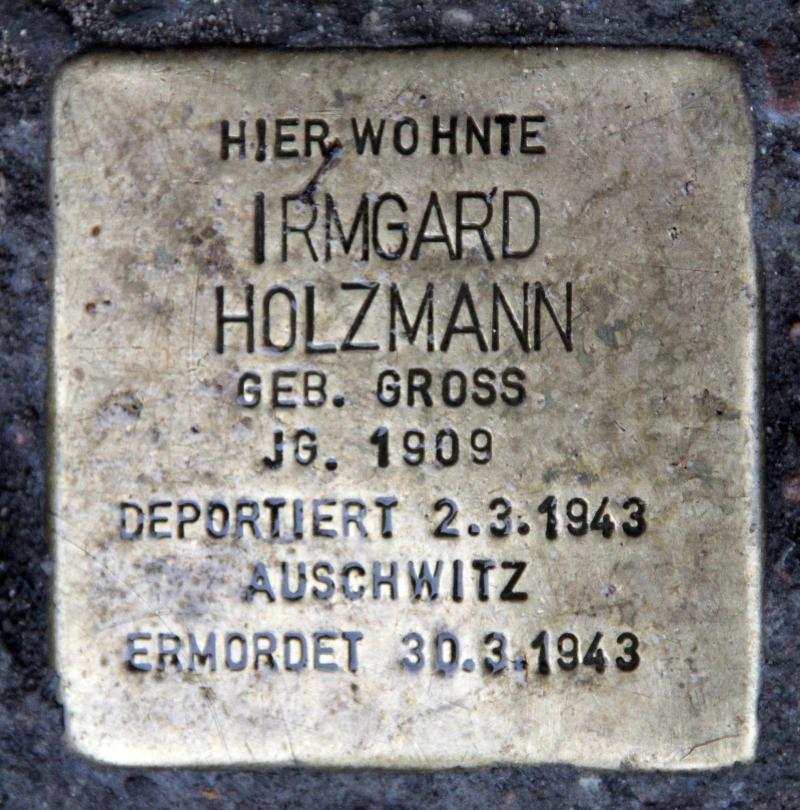 HIER WOHNTE
IRMGARD
HOLZMANN
GEB. GROSS
JG. 1909
DEPORTIERT 2.3.1943
AUSCHWITZ
ERMORDET 30.3.1943